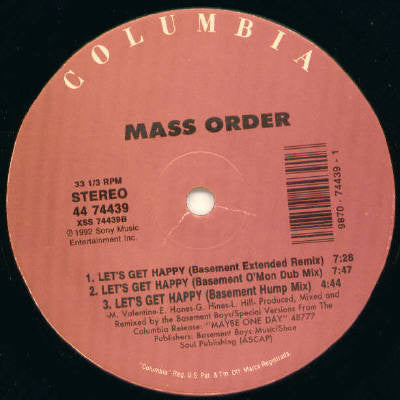 COLUMBIA
MASS ORDER
33 1/3 RPM
STEREO
44 74439
XSS 74439B
℗ 1992 Sony Music
Entertainment Inc.
9870 - 74439 - 1
1. LET'S GET HAPPY (Basement Extended Remix) 7:28
2. LET'S GET HAPPY (Basement O'Mon Dub Mix) 7:47
3. LET'S GET HAPPY (Basement Hump Mix) 4:44
-M. Valentine-E. Hanes-G. Hines-L. Hill- Produced, Mixed and
Remixed by the Basement Boys/Special Versions From The
Columbia Release: "MAYBE ONE DAY" 48777
Publishers: Basement Boys Music/Shae
Soul Publishing (ASCAP)
"Columbia" Reg. U.S. Pat. & Tm. Off. Marca Registrada.